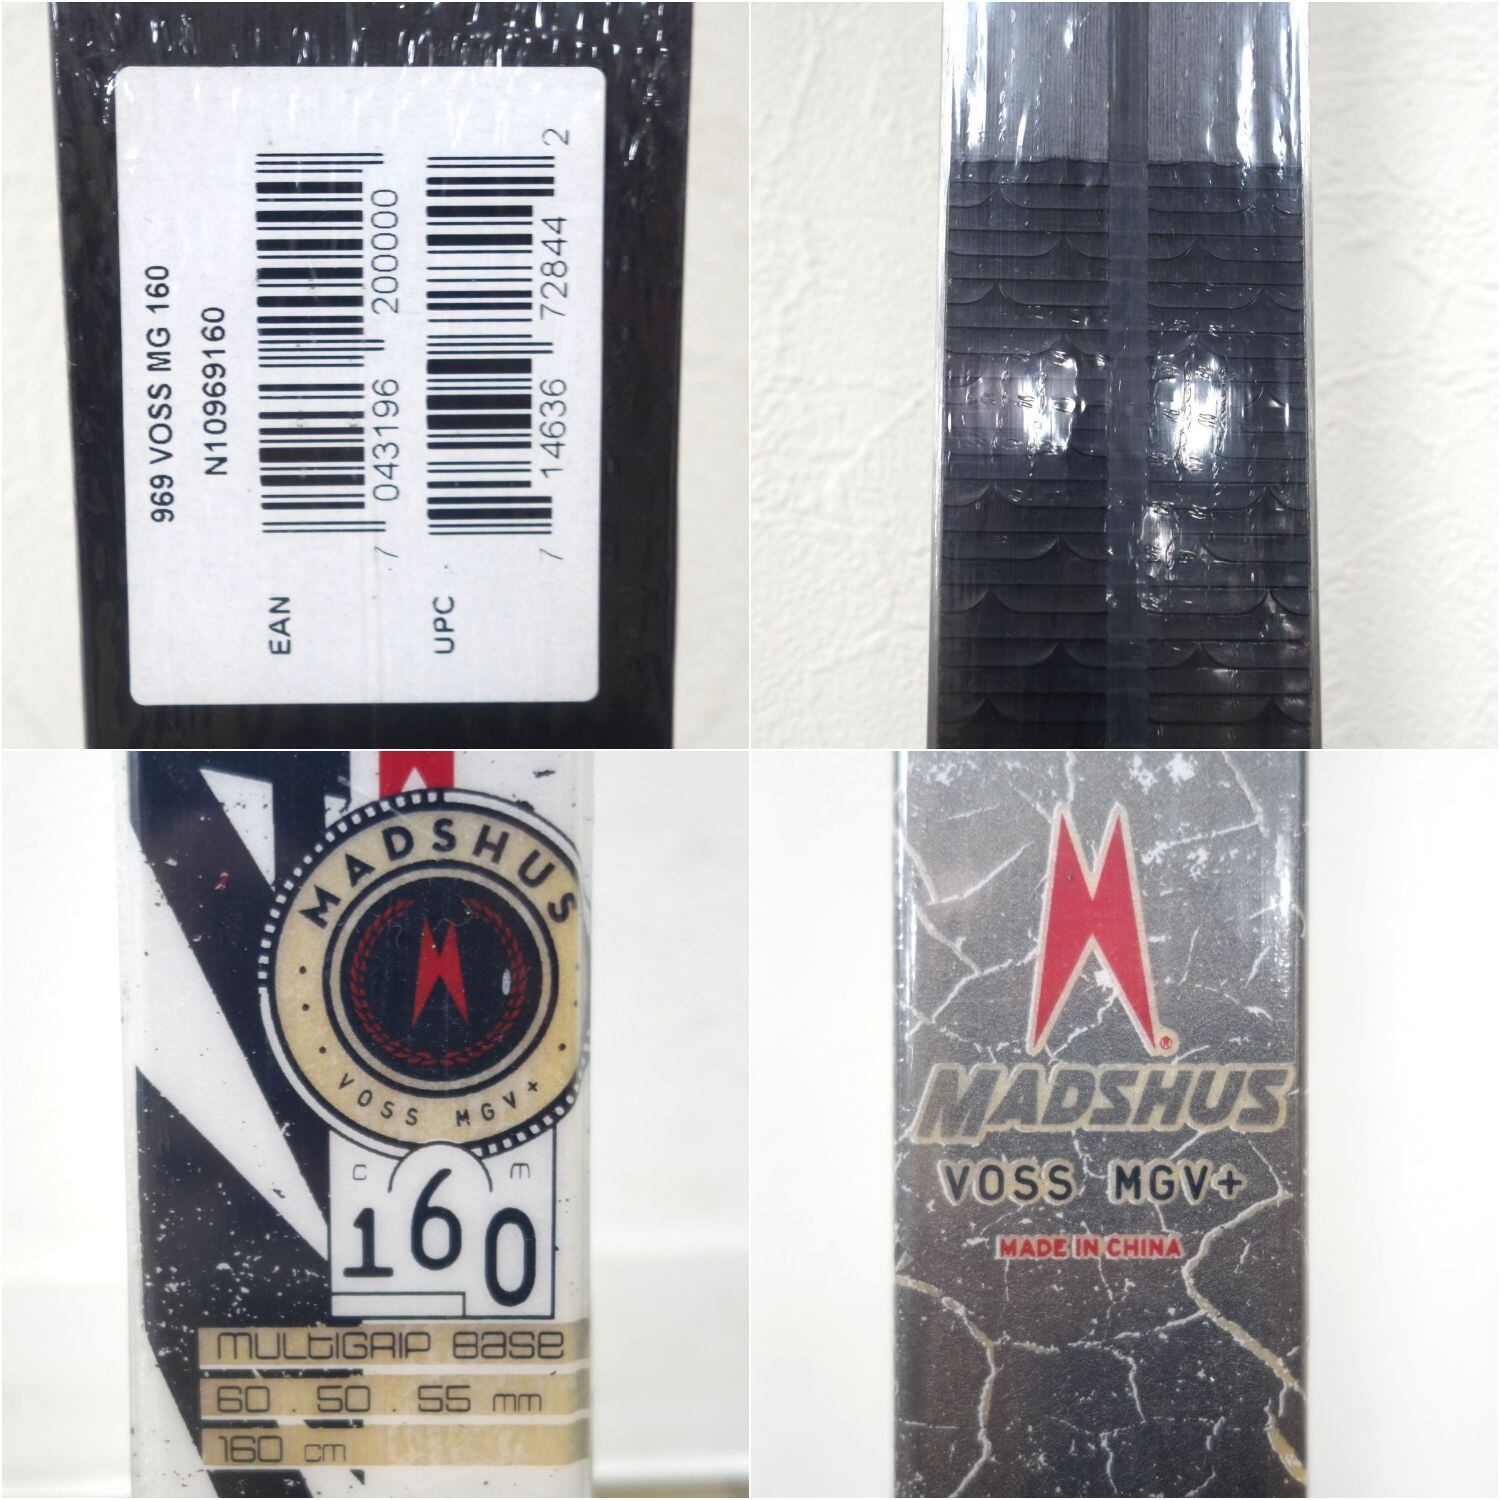 969 VOSS MG 160
N10969160
EAN
7 043196 200000
UPC
7 14636 72844 2
MADSHUS
VOSS MGV+
c m
160
MULTIGRIP BASE
60 . 50 . 55 mm
160 cm
®
MADSHUS
VOSS MGV+
MADE IN CHINA